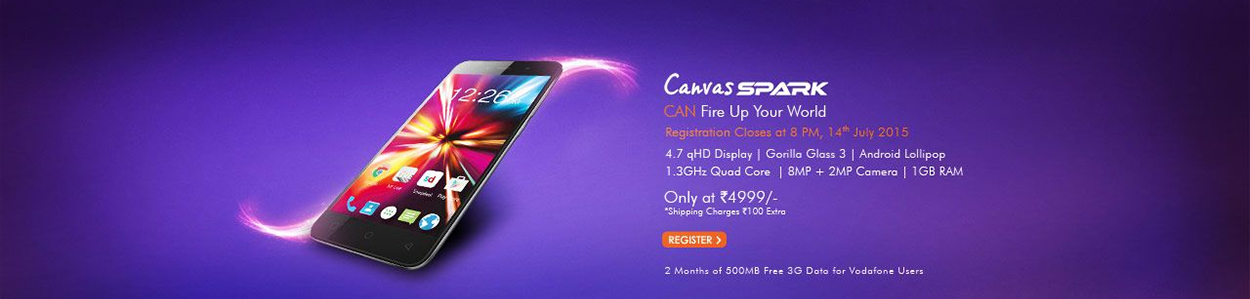 12:26
Snapdeal
Play
Canvas SPARK
CAN Fire Up Your World
Registration Closes at 8 PM, 14th July 2015
4.7 qHD Display | Gorilla Glass 3 | Android Lollipop
1.3GHz Quad Core | 8MP + 2MP Camera | 1GB RAM
Only at ₹4999/-
*Shipping Charges ₹100 Extra
REGISTER >
2 Months of 500MB Free 3G Data for Vodafone Users